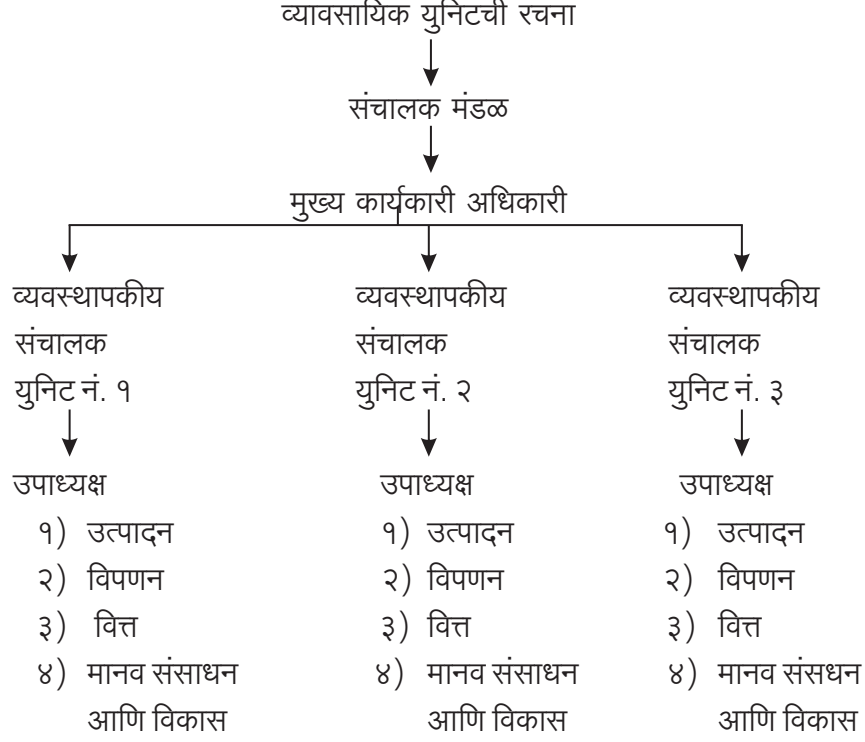 व्यावसायिक युनिटची रचना
संचालक मंडळ
मुख्य कार्यकारी अधिकारी
व्यवस्थापकीय
संचालक
युनिट नं. १
उपाध्यक्ष
१) उत्पादन
२) विपणन
३) वित्त
४) मानव संसाधन
आणि विकास
व्यवस्थापकीय
संचालक
युनिट नं. २
उपाध्यक्ष
१) उत्पादन
२) विपणन
३) वित्त
४) मानव संसाधन
आणि विकास
व्यवस्थापकीय
संचालक
युनिट नं. ३
उपाध्यक्ष
१) उत्पादन
२) विपणन
३) वित्त
४) मानव संसधन
आणि विकास